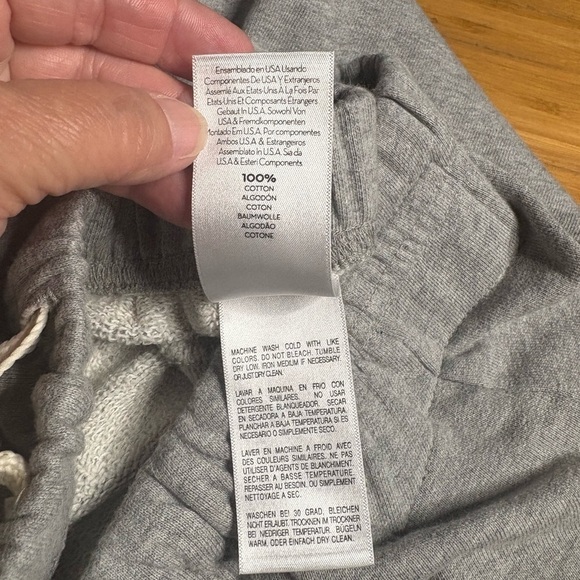 Ensamblado en USA Usando
Componentes De USA Y Extranjeros
Assemlé Aux Etats-Unis A La Fois Par
Etats-Unis Et Composants Étrangers
Gebaut In U.S.A. Sowohl Von
USA & Fremdkomponenten
Montado Em U.S.A. Por componentes
Ambos U.S.A & Estrangeiros
Assemblato In U.S.A. Sia da
U.S.A & Esteri Components
100%
COTTON
ALGODÓN
COTON
BAUMWOLLE
ALGODÃO
COTONE
MACHINE WASH COLD WITH LIKE
COLORS. DO NOT BLEACH. TUMBLE
DRY LOW. IRON MEDIUM IF NECESSARY.
OR JUST DRY CLEAN.
LAVAR A MAQUINA EN FRIO CON
COLORES SIMILARES. NO USAR
DETERGENTE BLANQUEADOR. SECAR
EN SECADORA A BAJA TEMPERATURA.
PLANCHAR A BAJA TEMPERATURA SI ES
NECESARIO O SIMPLEMENTE SECO.
LAVER EN MACHINE A FROID AVEC
DES COULEURS SIMILAIRES. NE PAS
UTILISER D'AGENTS DE BLANCHIMENT.
SÉCHER À BASSE TEMPÉRATURE.
REPASSER AU BESOIN. OU SIMPLEMENT
NETTOYAGE A SEC.
WASCHEN BEI 30 GRAD, BLEICHEN
NICHT ERLAUBT. TROCKNEN IM TROCKNER
BEI NIEDRIGER TEMPERATUR. BÜGELN
WARM, ODER EINFACH DRY CLEAN.